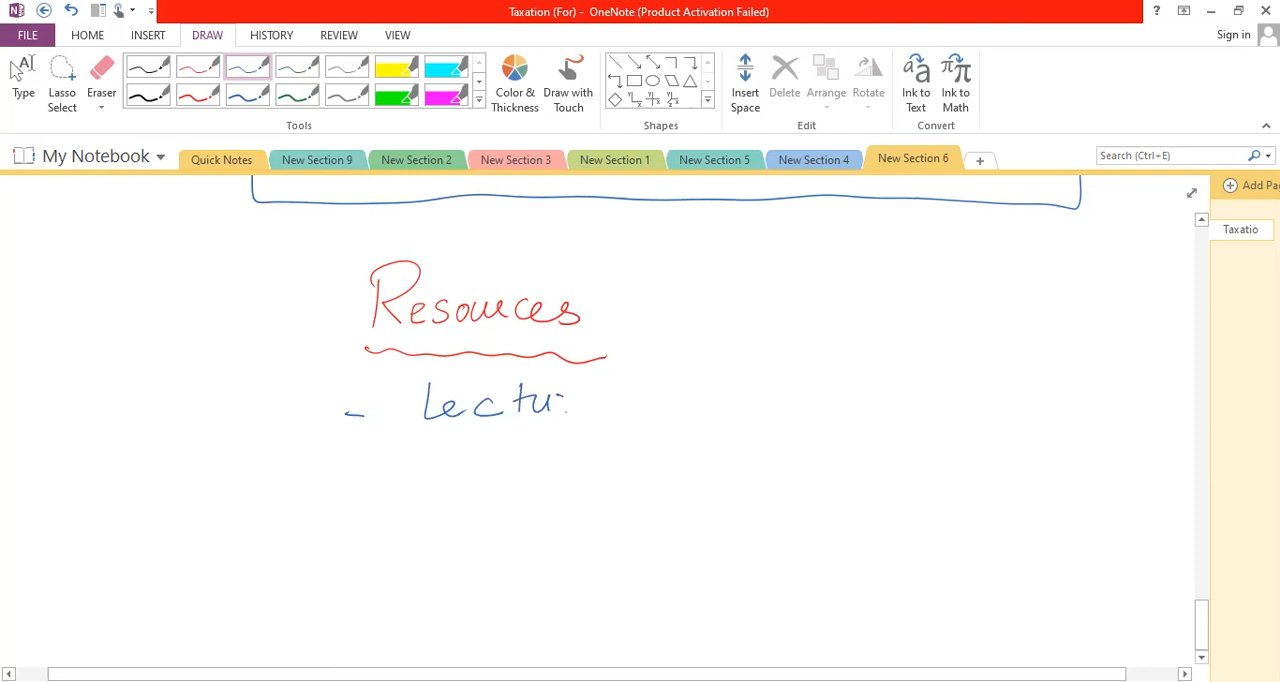 Taxation (For) - OneNote (Product Activation Failed)
?
FILE HOME INSERT DRAW HISTORY REVIEW VIEW
Sign in
Type
Lasso Select
Eraser
Color & Thickness
Draw with Touch
Insert Space
Delete
Arrange
Rotate
Ink to Text
Ink to Math
Tools
Shapes
Edit
Convert
My Notebook
Quick Notes
New Section 9
New Section 2
New Section 3
New Section 1
New Section 5
New Section 4
New Section 6
Search (Ctrl+E)
Add Pa
Taxatio
Resources
- Lectu